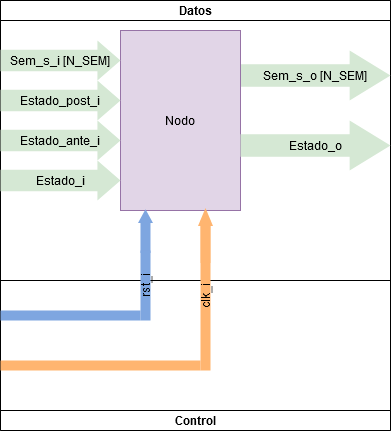 Datos
Sem_s_i [N_SEM]
Estado_post_i
Estado_ante_i
Estado_i
Nodo
Sem_s_o [N_SEM]
Estado_o
rst_i
clk_i
Control